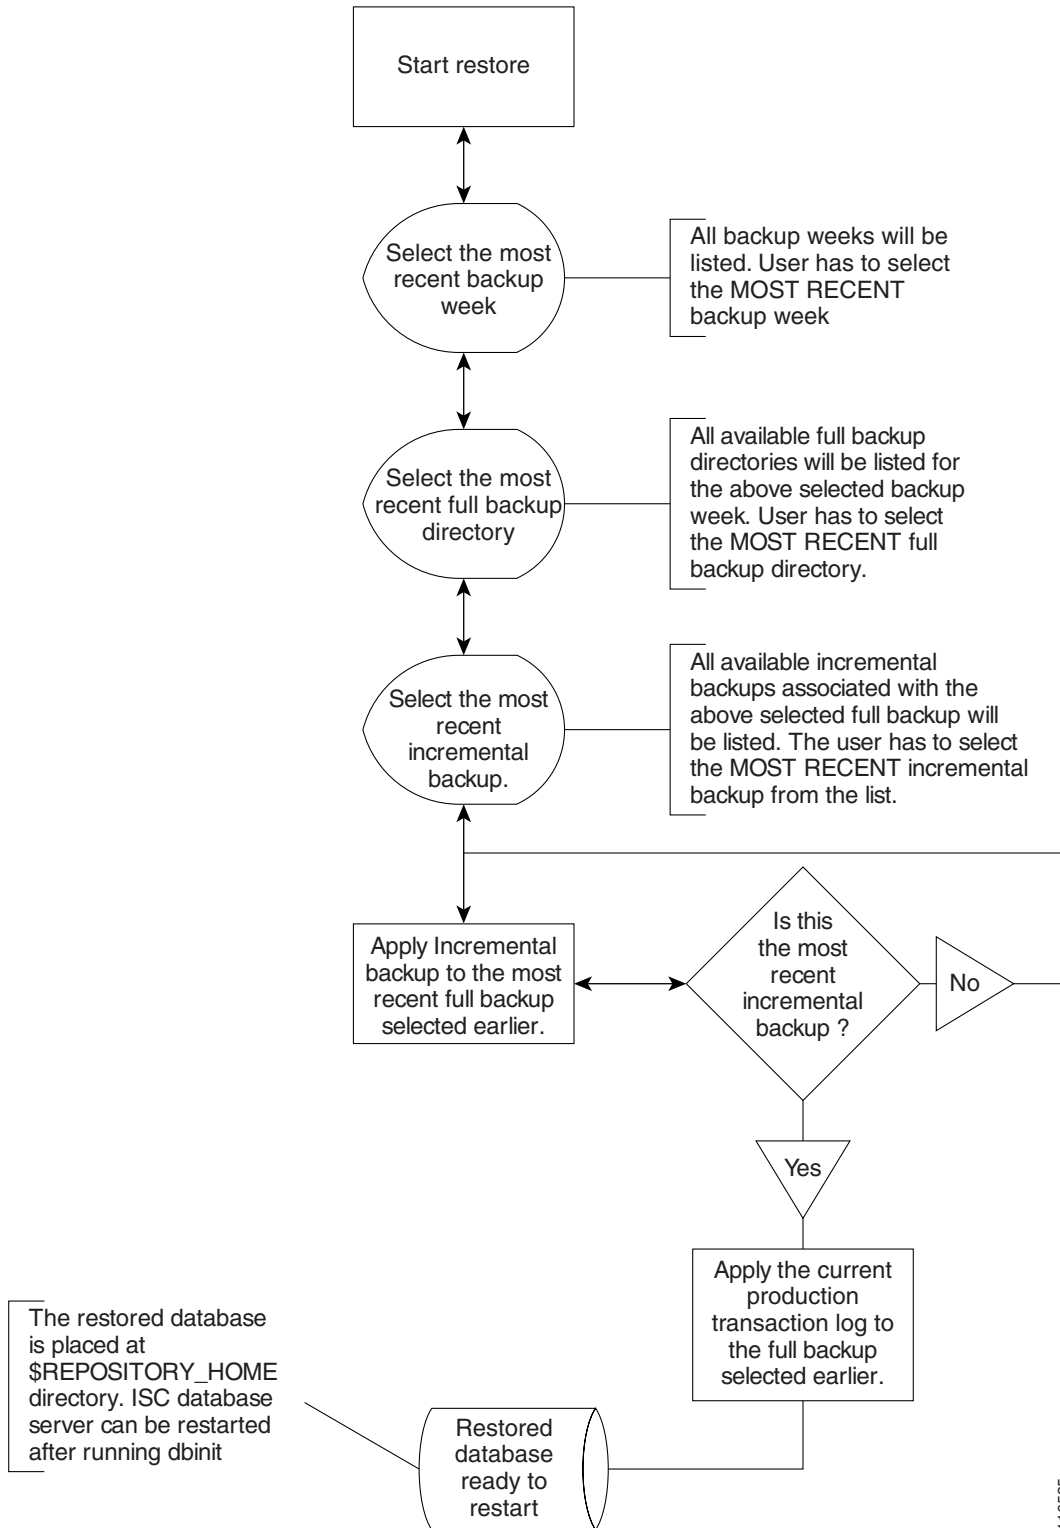 Start restore
Select the most
recent backup
week
All backup weeks will be
listed. User has to select
the MOST RECENT
backup week
Select the most
recent full backup
directory
All available full backup
directories will be listed for
the above selected backup
week. User has to select
the MOST RECENT full
backup directory.
Select the most
recent
incremental
backup.
All available incremental
backups associated with the
above selected full backup will
be listed. The user has to select
the MOST RECENT incremental
backup from the list.
Apply Incremental
backup to the most
recent full backup
selected earlier.
Is this
the most
recent
incremental
backup ?
No
Yes
Apply the current
production
transaction log to
the full backup
selected earlier.
The restored database
is placed at
$REPOSITORY_HOME
directory. ISC database
server can be restarted
after running dbinit
Restored
database
ready to
restart